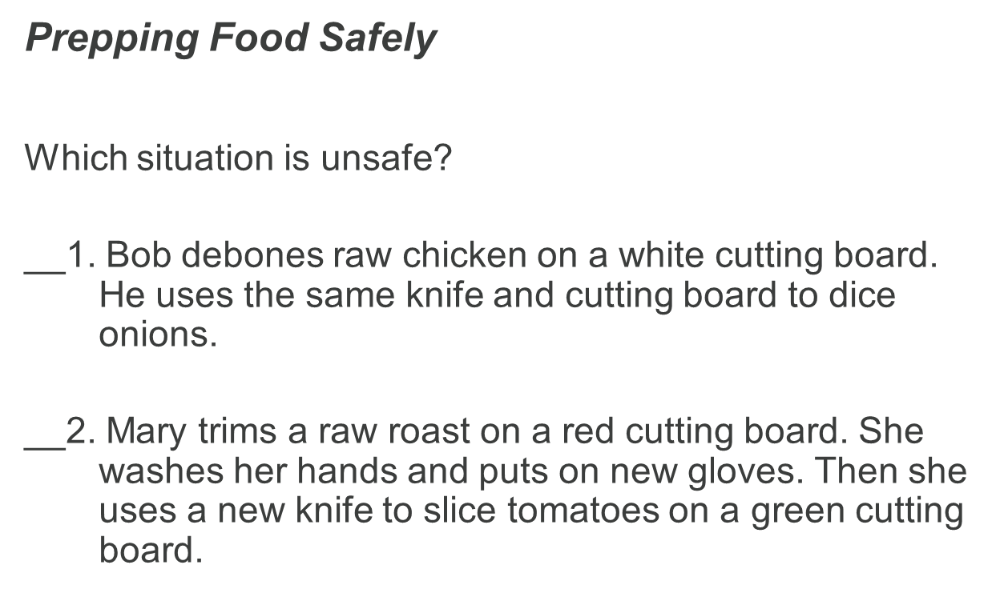 Prepping Food Safely
Which situation is unsafe?
__1. Bob debones raw chicken on a white cutting board.
He uses the same knife and cutting board to dice
onions.
__2. Mary trims a raw roast on a red cutting board. She
washes her hands and puts on new gloves. Then she
uses a new knife to slice tomatoes on a green cutting
board.